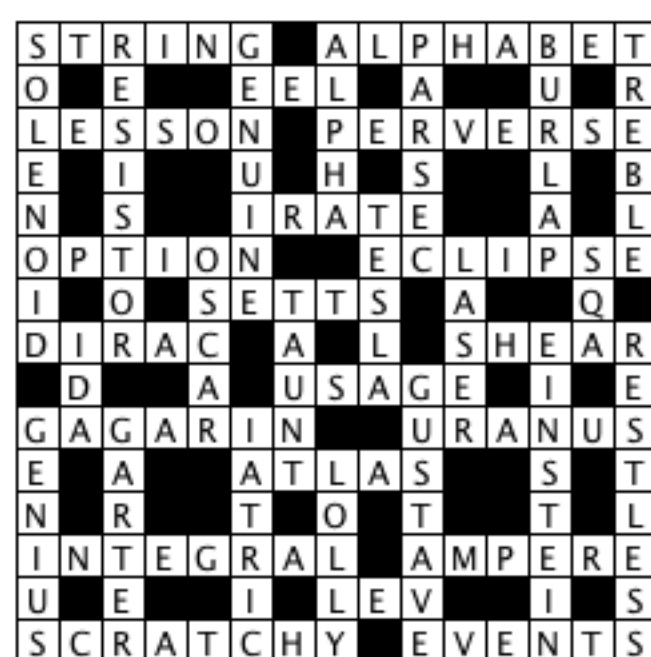 STRING ALPHABET
O E EEL A U R
LESSON PERVERSE
E I U H S L B
N S IRATE A L
OPTION ECLIPSE
I O SETTS A Q
DIRAC A L SHEAR
D A USAGE I E
GAGARIN URANUS
E A ATLAS S T
N R T O T T L
INTEGRAL AMPERE
U E I LEV I S
SCRATCHY EVENTS